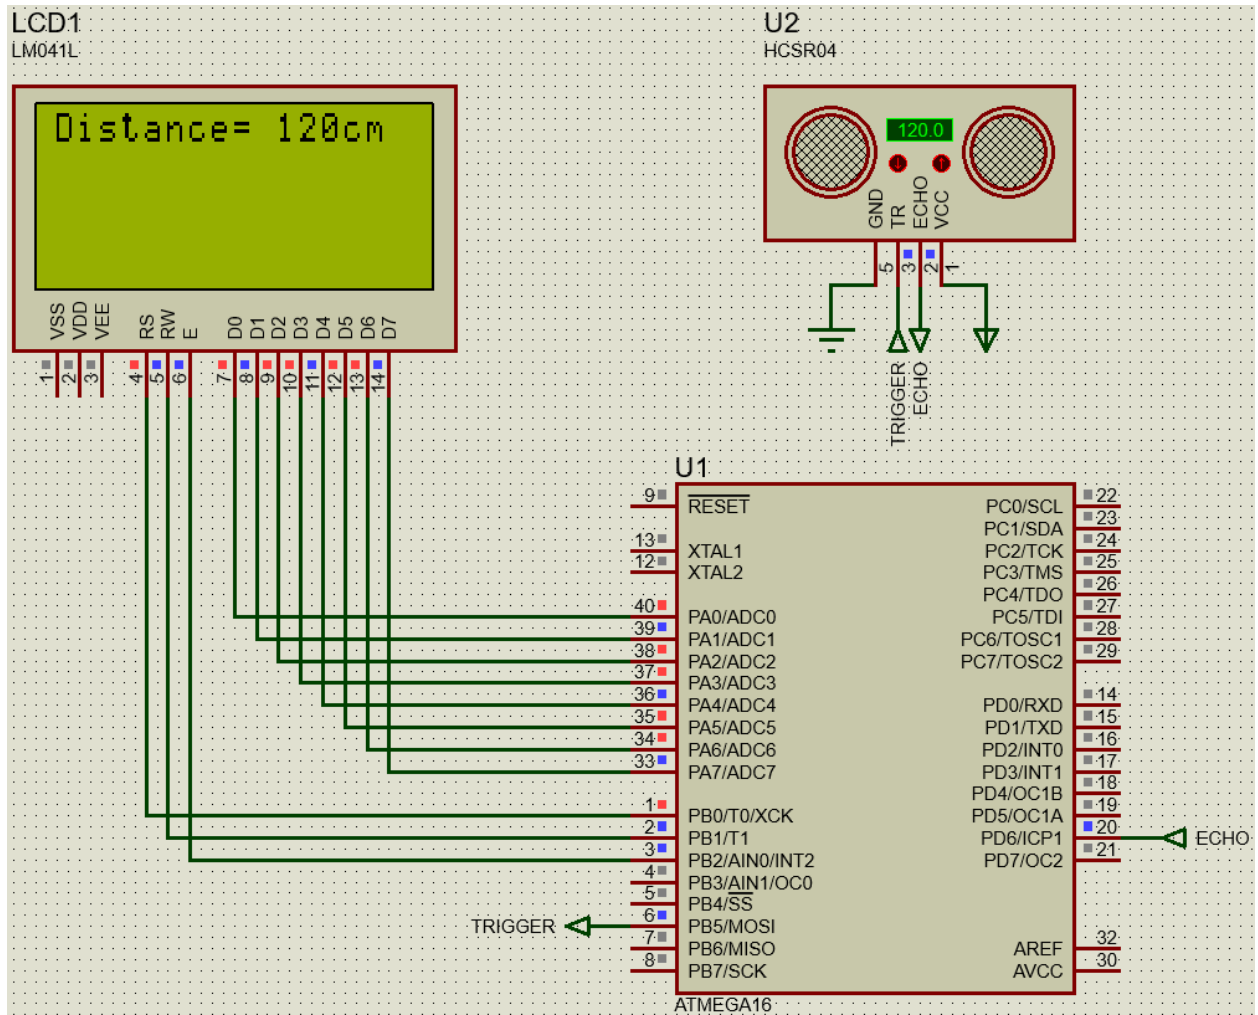 LCD1
LM041L
Distance= 120cm
VSS
VDD
VEE
RS
RW
E
D0
D1
D2
D3
D4
D5
D6
D7
1
2
3
4
5
6
7
8
9
10
11
12
13
14
U2
HCSR04
120.0
GND
TR
ECHO
VCC
5
3
2
1
TRIGGER
ECHO
U1
9 RESET
13 XTAL1
12 XTAL2
40 PA0/ADC0
39 PA1/ADC1
38 PA2/ADC2
37 PA3/ADC3
36 PA4/ADC4
35 PA5/ADC5
34 PA6/ADC6
33 PA7/ADC7
1 PB0/T0/XCK
2 PB1/T1
3 PB2/AIN0/INT2
4 PB3/AIN1/OC0
5 PB4/SS
TRIGGER 6 PB5/MOSI
7 PB6/MISO
8 PB7/SCK
PC0/SCL 22
PC1/SDA 23
PC2/TCK 24
PC3/TMS 25
PC4/TDO 26
PC5/TDI 27
PC6/TOSC1 28
PC7/TOSC2 29
PD0/RXD 14
PD1/TXD 15
PD2/INT0 16
PD3/INT1 17
PD4/OC1B 18
PD5/OC1A 19
PD6/ICP1 20 ECHO
PD7/OC2 21
AREF 32
AVCC 30
ATMEGA16